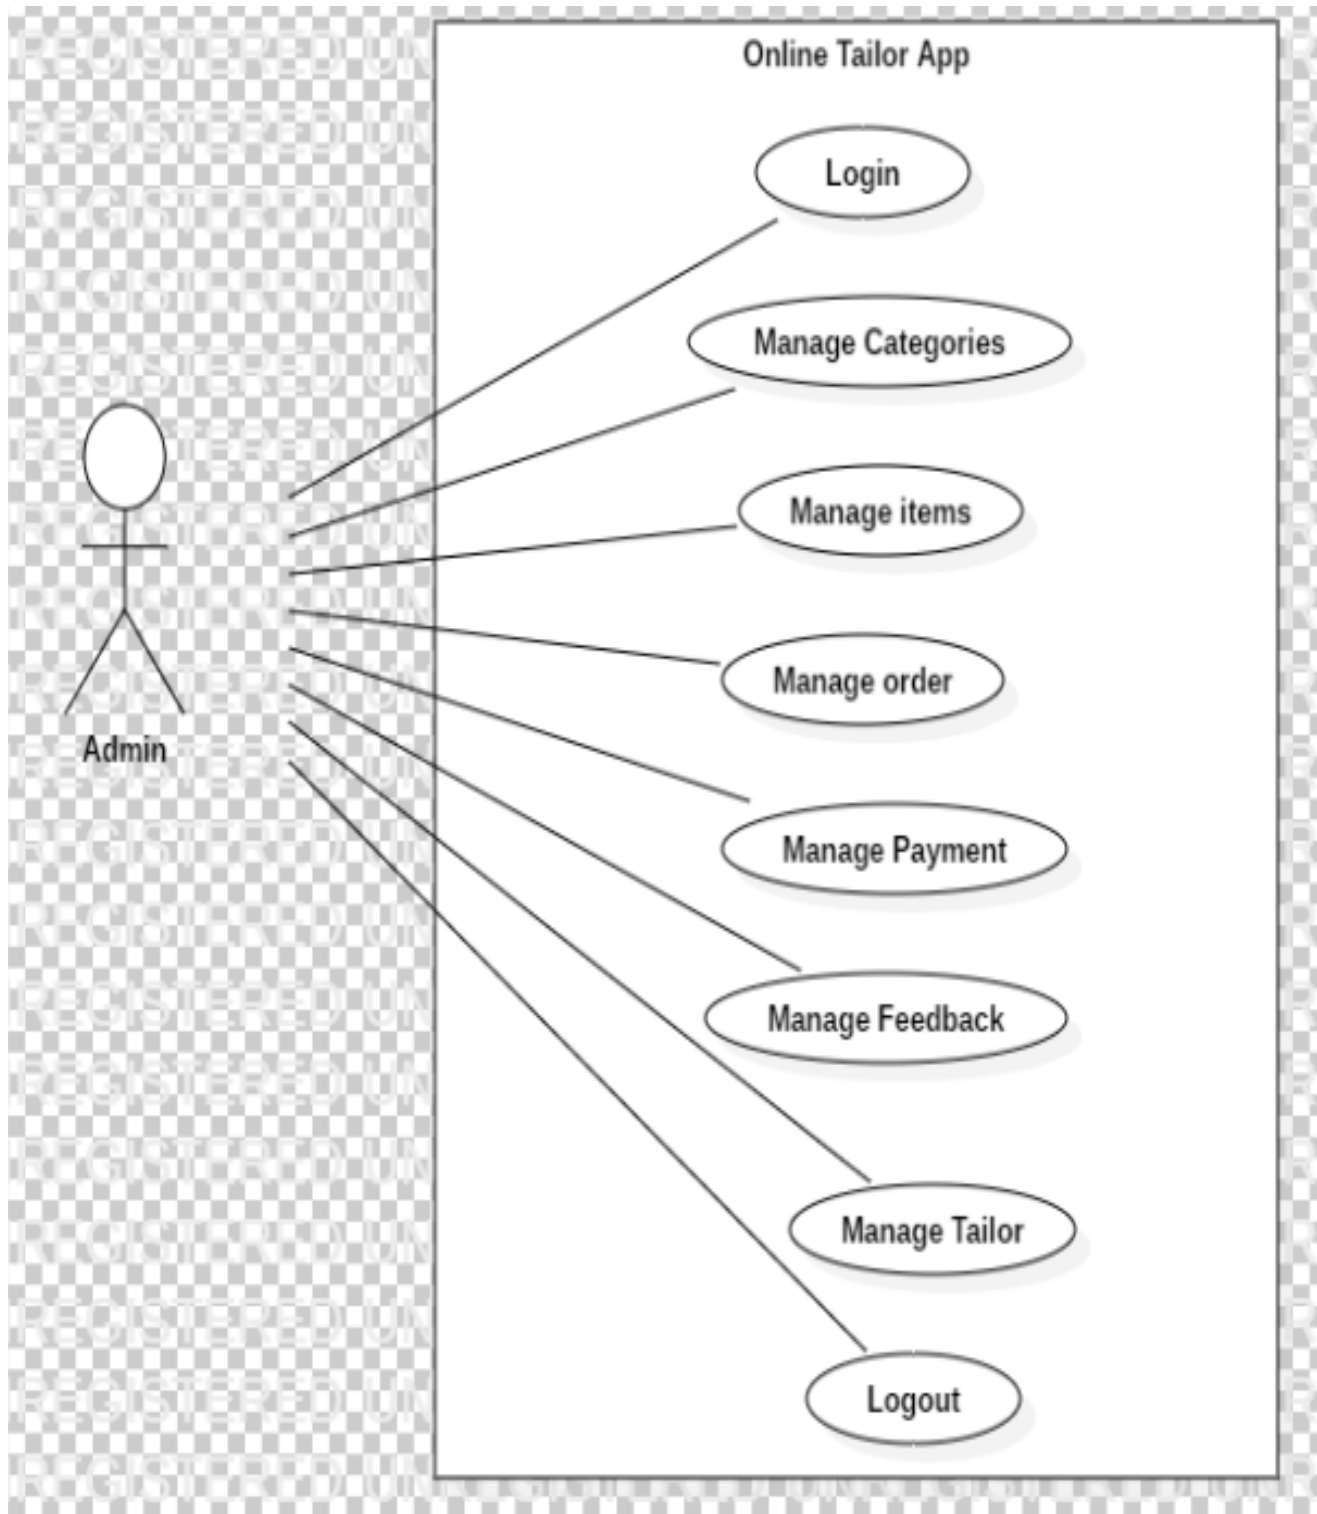 Online Tailor App
Login
Manage Categories
Manage items
Manage order
Admin
Manage Payment
Manage Feedback
Manage Tailor
Logout